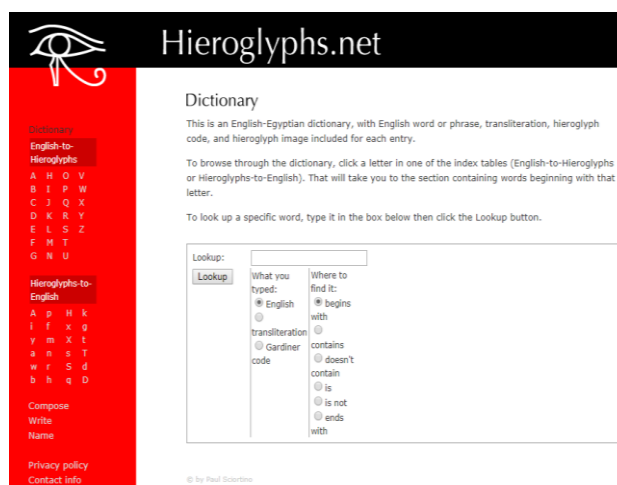 Hieroglyphs.net
Dictionary
English-to-
Hieroglyphs
A H O V
B I P W
C J Q X
D K R Y
E L S Z
F M T
G N U
Hieroglyphs-to-
English
A p H k
i f x g
y m X t
a n s T
w r S d
b h q D
Compose
Write
Name
Privacy policy
Contact info
Dictionary
This is an English-Egyptian dictionary, with English word or phrase, transliteration, hieroglyph
code, and hieroglyph image included for each entry.
To browse through the dictionary, click a letter in one of the index tables (English-to-Hieroglyphs
or Hieroglyphs-to-English). That will take you to the section containing words beginning with that
letter.
To look up a specific word, type it in the box below then click the Lookup button.
Lookup:
Lookup
What you
typed:
English
transliteration
Gardiner
code
Where to
find it:
begins
with
contains
doesn't
contain
is
is not
ends
with
© by Paul Sciortino